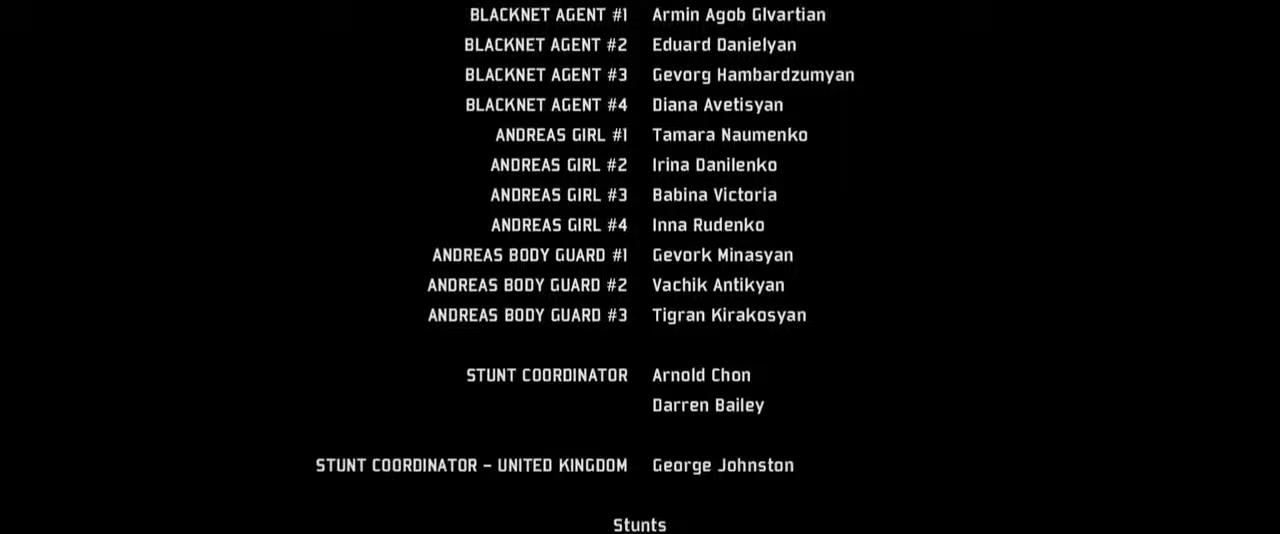 BLACKNET AGENT #1 Armin Agob Glvartian
BLACKNET AGENT #2 Eduard Danielyan
BLACKNET AGENT #3 Gevorg Hambardzumyan
BLACKNET AGENT #4 Diana Avetisyan
ANDREAS GIRL #1 Tamara Naumenko
ANDREAS GIRL #2 Irina Danilenko
ANDREAS GIRL #3 Babina Victoria
ANDREAS GIRL #4 Inna Rudenko
ANDREAS BODY GUARD #1 Gevork Minasyan
ANDREAS BODY GUARD #2 Vachik Antikyan
ANDREAS BODY GUARD #3 Tigran Kirakosyan
STUNT COORDINATOR Arnold Chon
Darren Bailey
STUNT COORDINATOR – UNITED KINGDOM George Johnston
Stunts